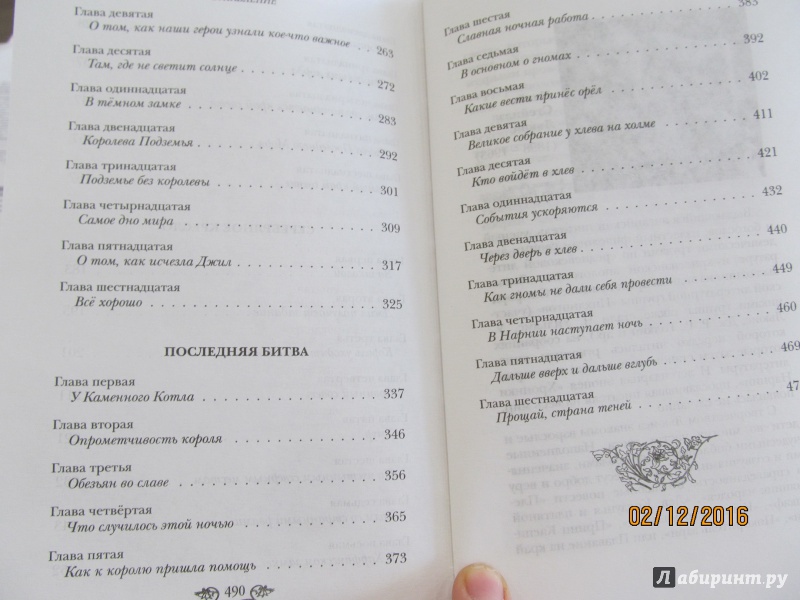 Глава девятая
О том, как наши герои узнали кое-что важное 263
Глава десятая
Там, где не светит солнце . . . . . . . . . . . . 272
Глава одиннадцатая
В тёмном замке . . . . . . . . . . . . . . . . . 283
Глава двенадцатая
Королева Подземья . . . . . . . . . . . . . . . 292
Глава тринадцатая
Подземье без королевы . . . . . . . . . . . . . 301
Глава четырнадцатая
Самое дно мира . . . . . . . . . . . . . . . . . 309
Глава пятнадцатая
О том, как исчезла Джил . . . . . . . . . . . . 317
Глава шестнадцатая
Всё хорошо . . . . . . . . . . . . . . . . . . . 325
ПОСЛЕДНЯЯ БИТВА
Глава первая
У Каменного Котла . . . . . . . . . . . . . . . 337
Глава вторая
Опрометчивость короля . . . . . . . . . . . . . 346
Глава третья
Обезьян во славе . . . . . . . . . . . . . . . . 356
Глава четвёртая
Что случилось этой ночью . . . . . . . . . . . 365
Глава пятая
Как к королю пришла помощь . . . . . . . . . 373
490
Глава шестая
Славная ночная работа . . . . . . . . . . . . . 383
Глава седьмая
В основном о гномах . . . . . . . . . . . . . . 392
Глава восьмая
Какие вести принёс орёл . . . . . . . . . . . . 402
Глава девятая
Великое собрание у хлева на холме . . . . . . 411
Глава десятая
Кто войдёт в хлев . . . . . . . . . . . . . . . . 421
Глава одиннадцатая
События ускоряются . . . . . . . . . . . . . . . 432
Глава двенадцатая
Через дверь в хлев . . . . . . . . . . . . . . . . 440
Глава тринадцатая
Как гномы не дали себя провести . . . . . . . 449
Глава четырнадцатая
В Нарнии наступает ночь . . . . . . . . . . . . 460
Глава пятнадцатая
Дальше вверх и дальше вглубь . . . . . . . . . 469
Глава шестнадцатая
Прощай, страна теней . . . . . . . . . . . . . . 47
02/12/2016
Лабиринт.ру